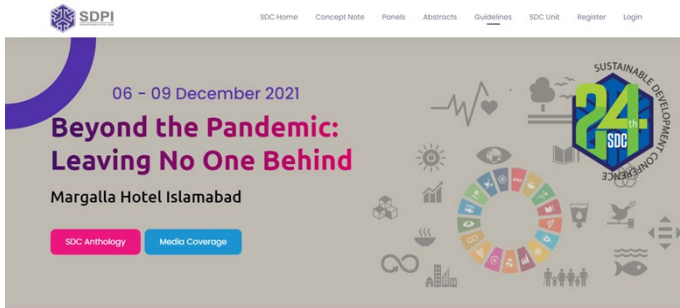 SDPI
SDC Home Concept Note Panels Abstracts Guidelines SDC Unit Register Login
06 - 09 December 2021
Beyond the Pandemic:
Leaving No One Behind
Margalla Hotel Islamabad
SDC Anthology Media Coverage
SUSTAINABLE DEVELOPMENT CONFERENCE
24th
SDC